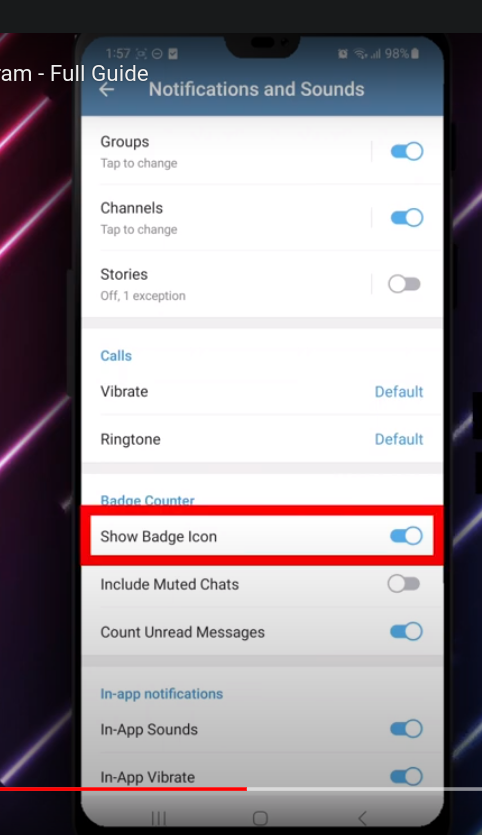 1:57
98%
am - Full Guide
Notifications and Sounds
Groups
Tap to change
Channels
Tap to change
Stories
Off, 1 exception
Calls
Vibrate Default
Ringtone Default
Badge Counter
Show Badge Icon
Include Muted Chats
Count Unread Messages
In-app notifications
In-App Sounds
In-App Vibrate